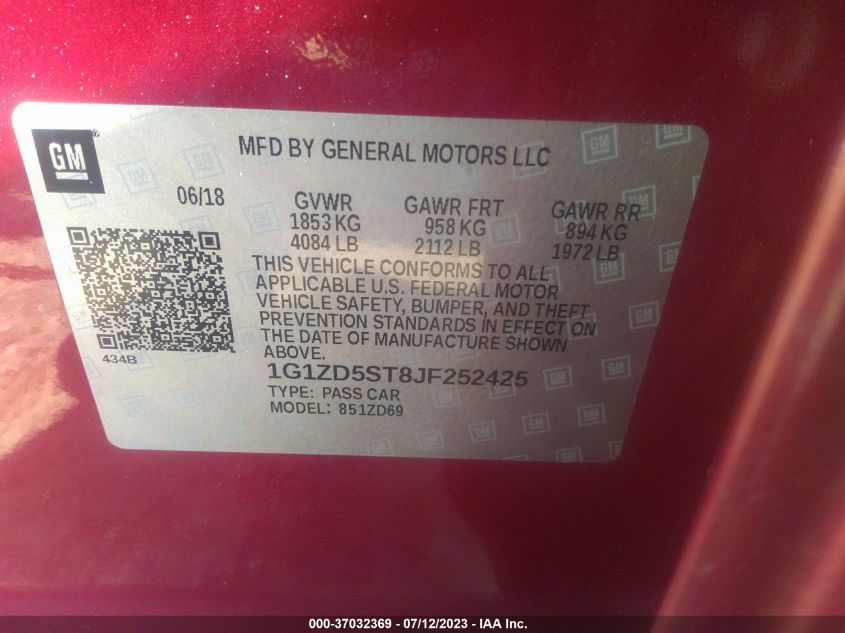 GM
MFD BY GENERAL MOTORS LLC
06/18
GVWR
1853 KG
4084 LB
GAWR FRT
958 KG
2112 LB
GAWR RR
894 KG
1972 LB
THIS VEHICLE CONFORMS TO ALL
APPLICABLE U.S. FEDERAL MOTOR
VEHICLE SAFETY, BUMPER, AND THEFT
PREVENTION STANDARDS IN EFFECT ON
THE DATE OF MANUFACTURE SHOWN
ABOVE.
434B
1G1ZD5ST8JF252425
TYPE: PASS CAR
MODEL: 851ZD69
000-37032369 - 07/12/2023 - IAA Inc.